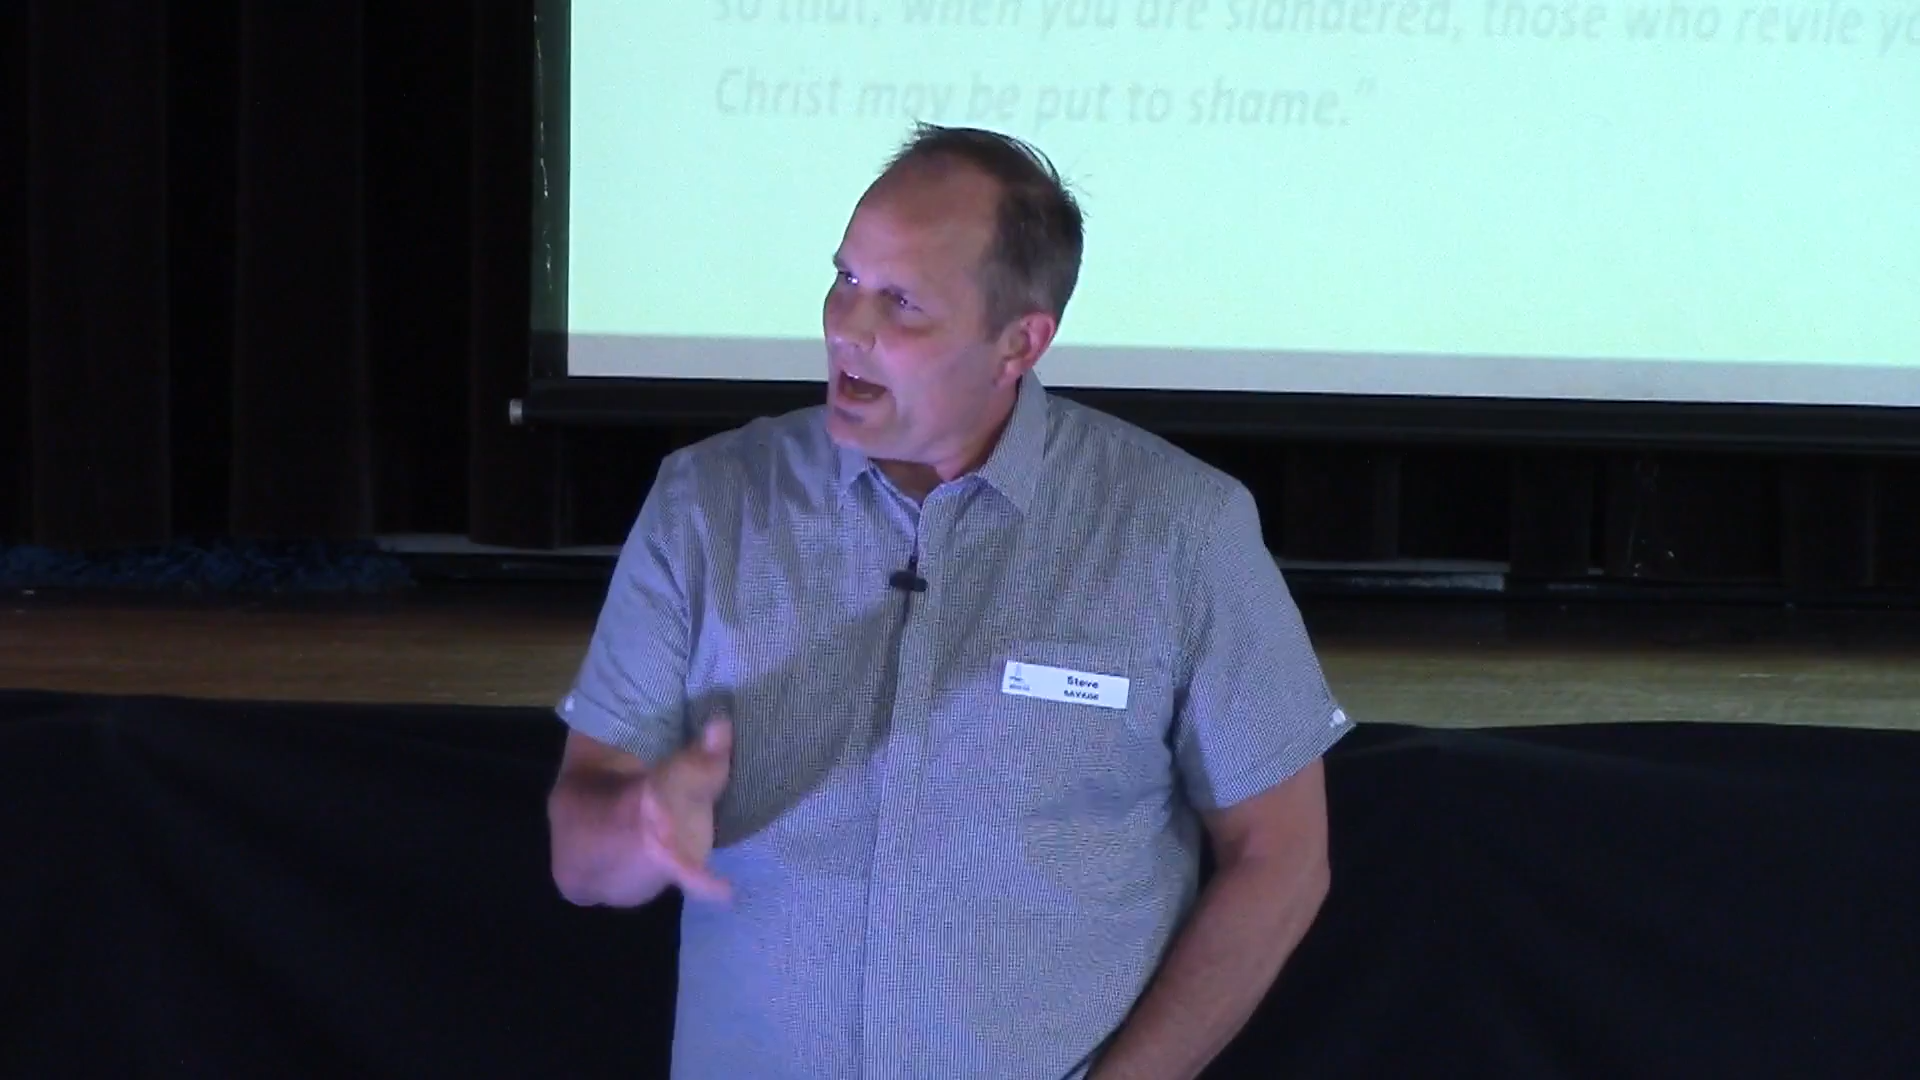 so that, when you are slandered, those who revile yo
Christ may be put to shame.”
Steve
SAVAGE